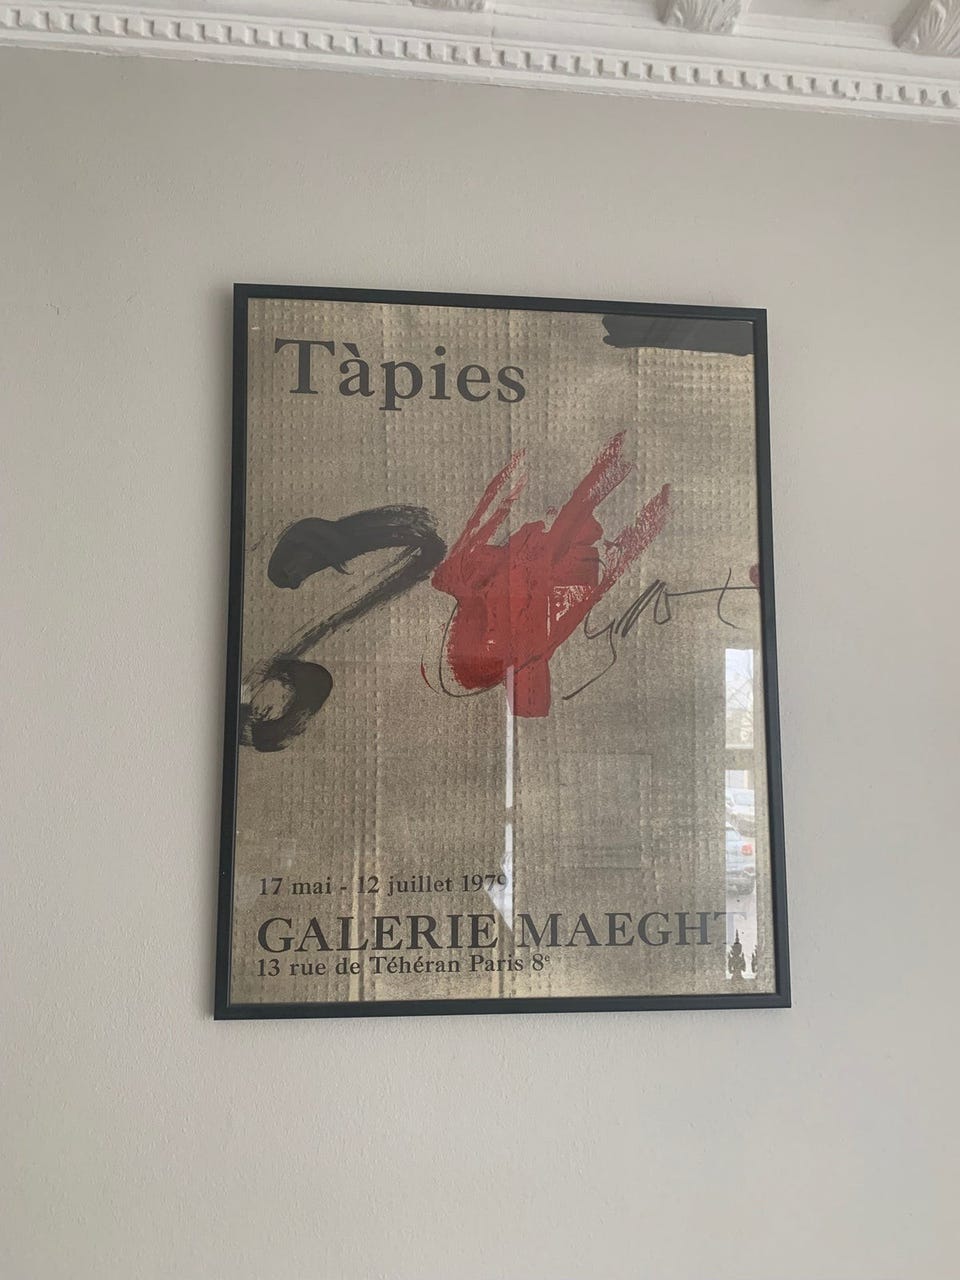 Tàpies
17 mai - 12 juillet 1979
GALERIE MAEGHT
13 rue de Téhéran Paris 8e